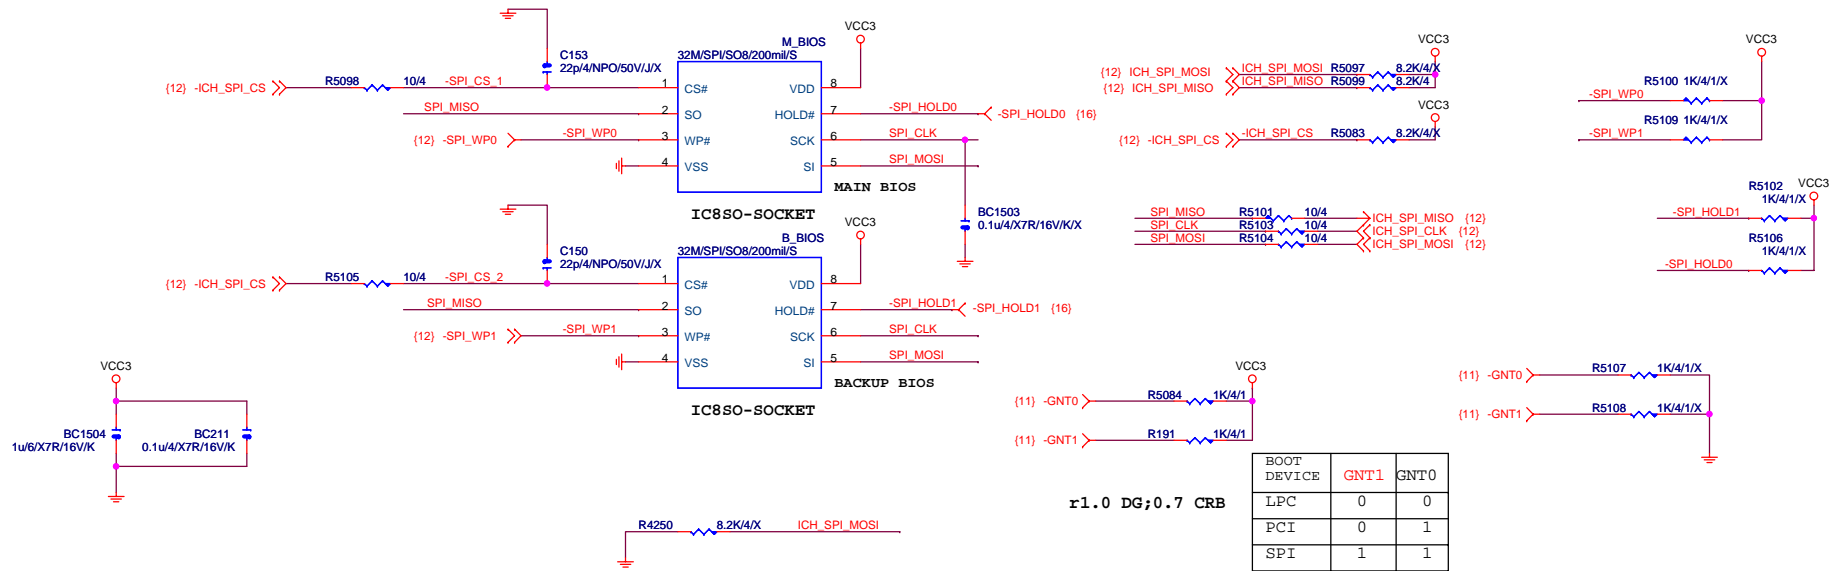 VCC3
M_BIOS
32M/SPI/SO8/200mil/S
C153
22p/4/NPO/50V/J/X
{12} -ICH_SPI_CS R5098 10/4 -SPI_CS_1 1 CS# VDD 8
SPI_MISO 2 SO HOLD# 7 -SPI_HOLD0 -SPI_HOLD0 {16}
{12} -SPI_WP0 -SPI_WP0 3 WP# SCK 6 SPI_CLK
4 VSS SI 5 SPI_MOSI
MAIN BIOS
IC8SO-SOCKET
BC1503
0.1u/4/X7R/16V/K/X
VCC3
B_BIOS
32M/SPI/SO8/200mil/S
C150
22p/4/NPO/50V/J/X
{12} -ICH_SPI_CS R5105 10/4 -SPI_CS_2 1 CS# VDD 8
SPI_MISO 2 SO HOLD# 7 -SPI_HOLD1 -SPI_HOLD1 {16}
{12} -SPI_WP1 -SPI_WP1 3 WP# SCK 6 SPI_CLK
4 VSS SI 5 SPI_MOSI
BACKUP BIOS
IC8SO-SOCKET
VCC3
{12} ICH_SPI_MOSI ICH_SPI_MOSI R5097 8.2K/4/X
{12} ICH_SPI_MISO ICH_SPI_MISO R5099 8.2K/4
VCC3
{12} -ICH_SPI_CS -ICH_SPI_CS R5083 8.2K/4/X
VCC3
R5100 1K/4/1/X
-SPI_WP0
R5109 1K/4/1/X
-SPI_WP1
SPI_MISO R5101 10/4 ICH_SPI_MISO {12}
SPI_CLK R5103 10/4 ICH_SPI_CLK {12}
SPI_MOSI R5104 10/4 ICH_SPI_MOSI {12}
R5102 VCC3
1K/4/1/X
-SPI_HOLD1
R5106
1K/4/1/X
-SPI_HOLD0
VCC3
BC1504
1u/6/X7R/16V/K
BC211
0.1u/4/X7R/16V/K
VCC3
{11} -GNT0 R5084 1K/4/1
{11} -GNT1 R191 1K/4/1
{11} -GNT0 R5107 1K/4/1/X
{11} -GNT1 R5108 1K/4/1/X
r1.0 DG;0.7 CRB
BOOT DEVICE GNT1 GNT0
LPC 0 0
PCI 0 1
SPI 1 1
R4250 8.2K/4/X ICH_SPI_MOSI